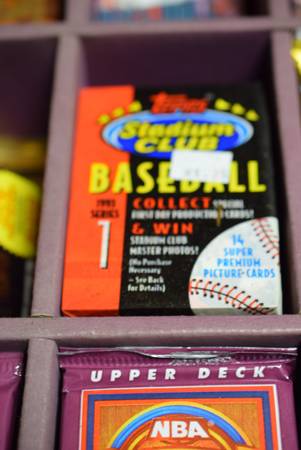 Topps
Stadium
CLUB
BASEBALL
1993
SERIES
1
COLLECT SPECIAL
FIRST DAY PRODUCTION CARDS!
& WIN
STADIUM CLUB
MASTER PHOTOS!
(No Purchase
Necessary
— See Back
for Details)
14
SUPER
PREMIUM
PICTURE-CARDS
UPPER DECK
NBA